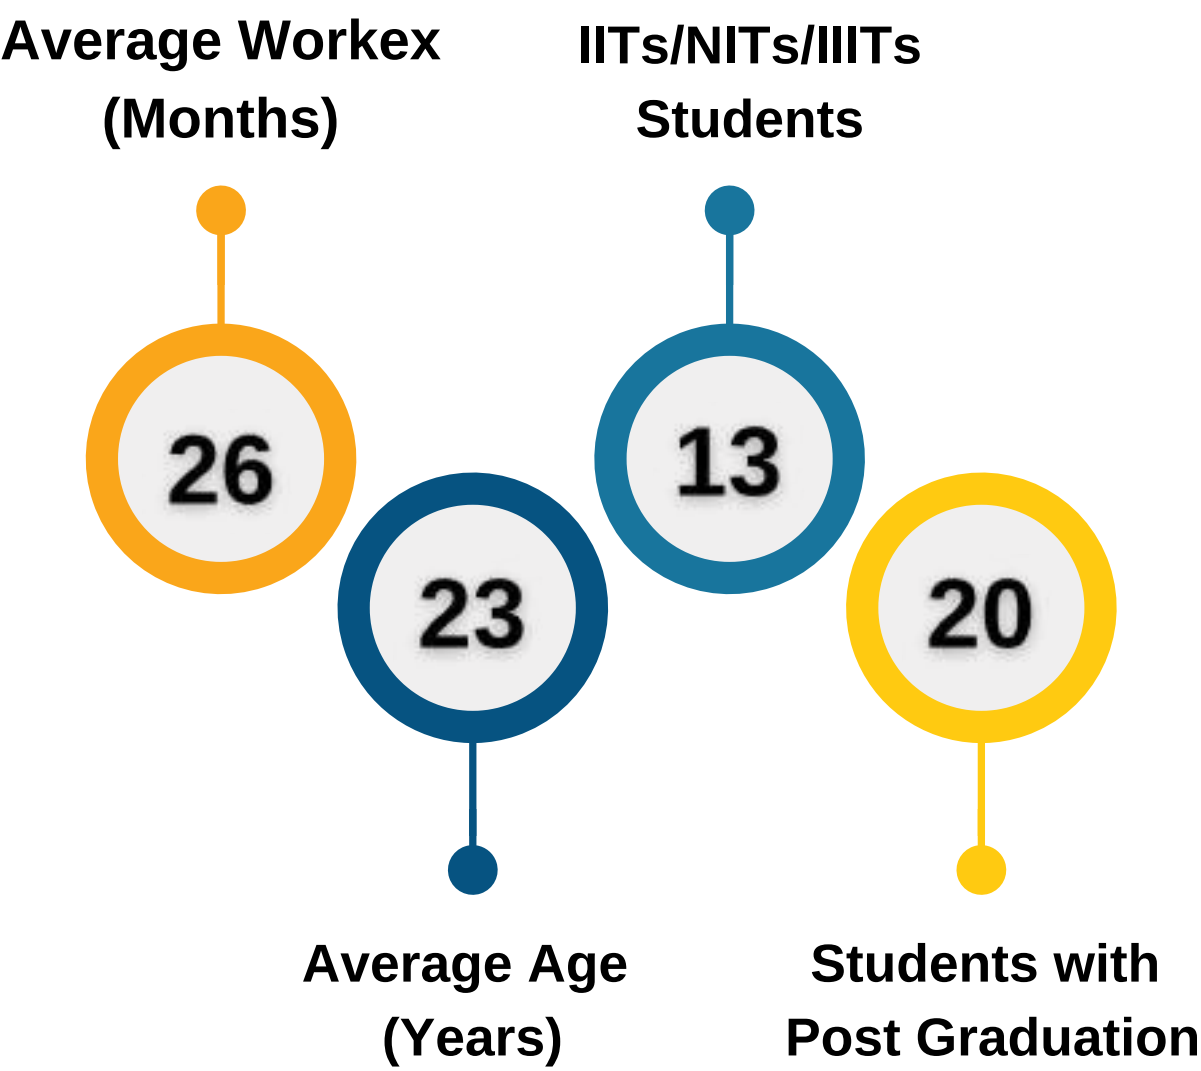 Average Workex
(Months)
IITs/NITs/IIITs
Students
26
13
23
20
Average Age
(Years)
Students with
Post Graduation